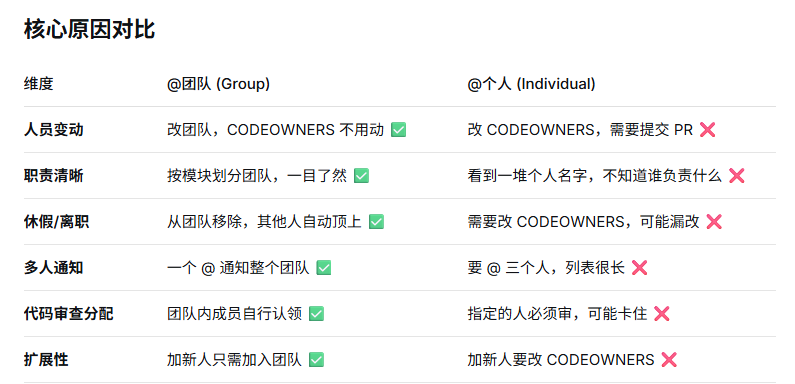 核心原因对比
维度 @团队 (Group) @个人 (Individual)
人员变动 改团队，CODEOWNERS 不用动 ✅ 改 CODEOWNERS，需要提交 PR ❌
职责清晰 按模块划分团队，一目了然 ✅ 看到一堆个人名字，不知道谁负责什么 ❌
休假/离职 从团队移除，其他人自动顶上 ✅ 需要改 CODEOWNERS，可能漏改 ❌
多人通知 一个 @ 通知整个团队 ✅ 要 @ 三个人，列表很长 ❌
代码审查分配 团队内成员自行认领 ✅ 指定的人必须审，可能卡住 ❌
扩展性 加新人只需加入团队 ✅ 加新人要改 CODEOWNERS ❌